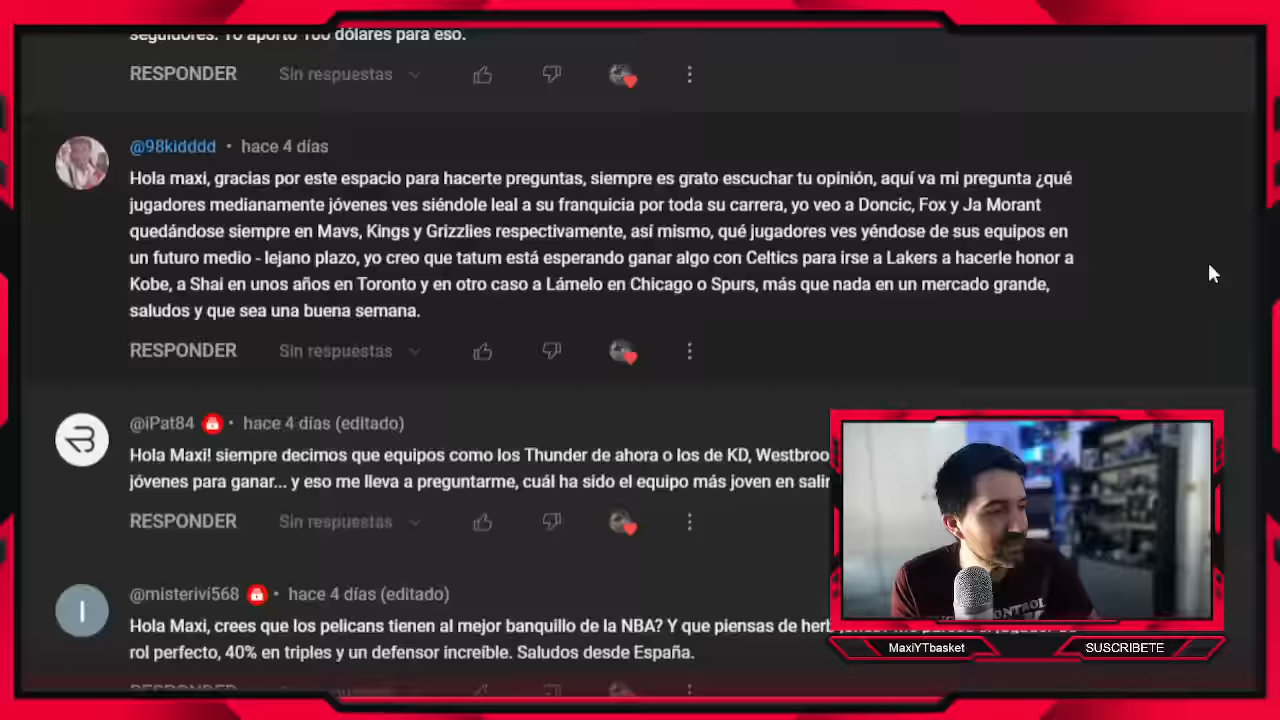 seguidores. Yo aporto 100 dólares para eso.
RESPONDER Sin respuestas
@98kidddd • hace 4 días
Hola maxi, gracias por este espacio para hacerte preguntas, siempre es grato escuchar tu opinión, aquí va mi pregunta ¿qué
jugadores medianamente jóvenes ves siéndole leal a su franquicia por toda su carrera, yo veo a Doncic, Fox y Ja Morant
quedándose siempre en Mavs, Kings y Grizzlies respectivamente, así mismo, qué jugadores ves yéndose de sus equipos en
un futuro medio - lejano plazo, yo creo que tatum está esperando ganar algo con Celtics para irse a Lakers a hacerle honor a
Kobe, a Shai en unos años en Toronto y en otro caso a Lámelo en Chicago o Spurs, más que nada en un mercado grande,
saludos y que sea una buena semana.
RESPONDER Sin respuestas
@iPat84 • hace 4 días (editado)
Hola Maxi! siempre decimos que equipos como los Thunder de ahora o los de KD, Westbroo
jóvenes para ganar... y eso me lleva a preguntarme, cuál ha sido el equipo más joven en salir
RESPONDER Sin respuestas
@misterivi568 • hace 4 días (editado)
Hola Maxi, crees que los pelicans tienen al mejor banquillo de la NBA? Y que piensas de herb
rol perfecto, 40% en triples y un defensor increíble. Saludos desde España.
RESPONDER Sin respuestas
CONTROL
MaxiYTbasket
SUSCRIBETE